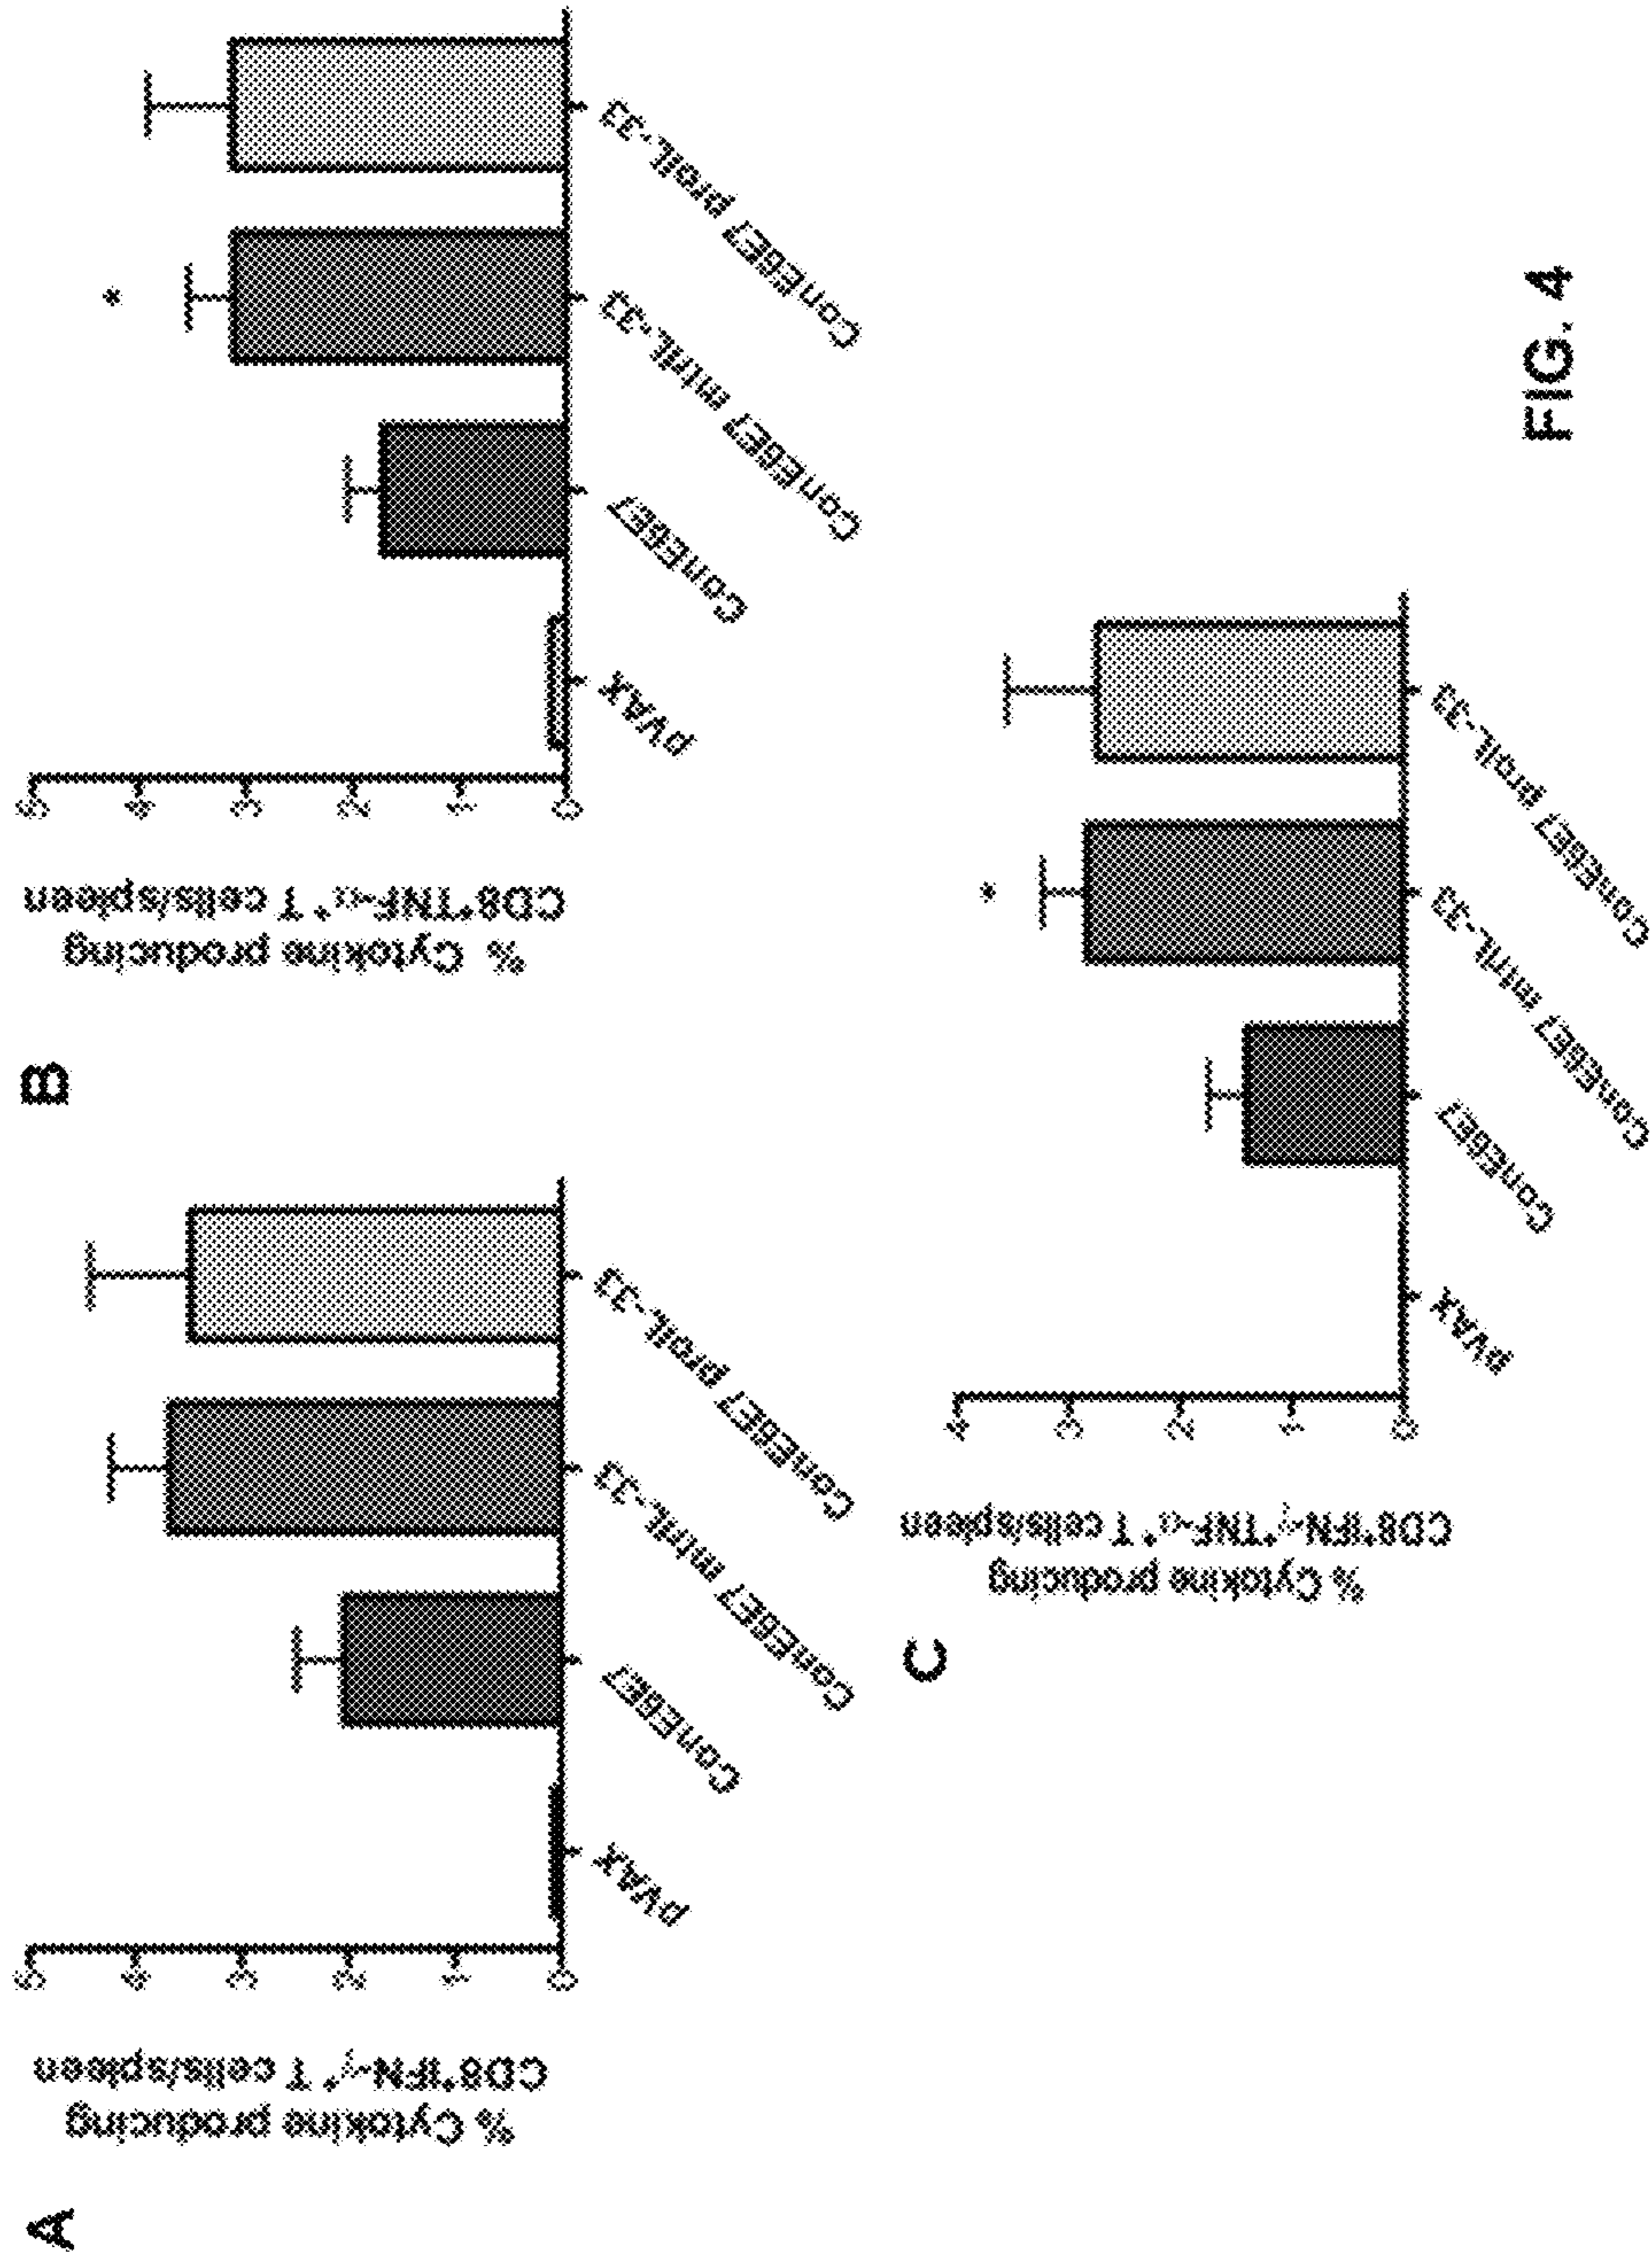 A
% Cytokine producing
CD8⁺IFN-γ⁺ T cells/spleen
5
4
3
2
1
0
pVAX
ConE6E7
ConE6E7 mtrIL-33
ConE6E7 proIL-33
B
% Cytokine producing
CD8⁺TNF-α⁺ T cells/spleen
5
4
3
2
1
0
*
pVAX
ConE6E7
ConE6E7 mtrIL-33
ConE6E7 proIL-33
C
% Cytokine producing
CD8⁺IFN-γ⁺TNF-α⁺ T cells/spleen
4
3
2
1
0
*
pVAX
ConE6E7
ConE6E7 mtrIL-33
ConE6E7 proIL-33
FIG. 4